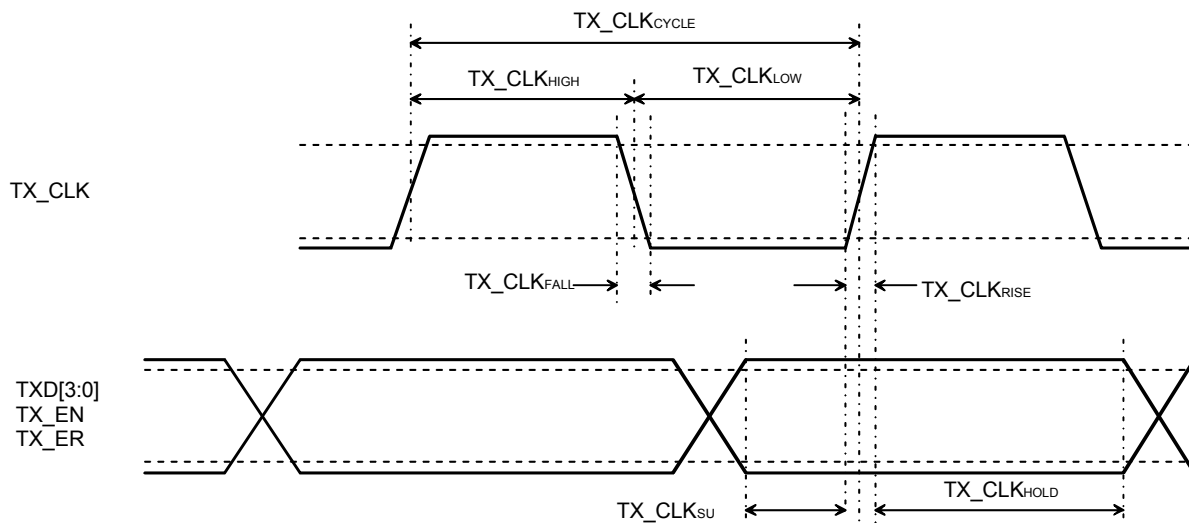 TX_CLKCYCLE
TX_CLKHIGH
TX_CLKLOW
TX_CLK
TX_CLKFALL
TX_CLKRISE
TXD[3:0]
TX_EN
TX_ER
TX_CLKSU
TX_CLKHOLD